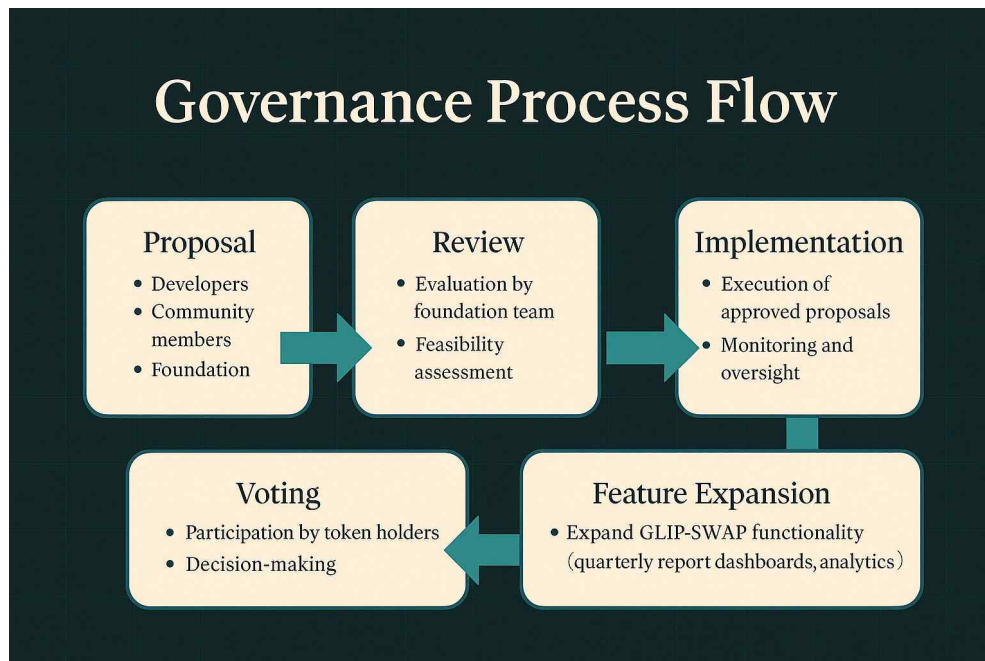 Governance Process Flow
Proposal
• Developers
• Community
members
• Foundation
Review
• Evaluation by
foundation team
• Feasibility
assessment
Implementation
• Execution of
approved proposals
• Monitoring and
oversight
Voting
• Participation by token holders
• Decision-making
Feature Expansion
• Expand GLIP-SWAP functionality
(quarterly report dashboards, analytics)